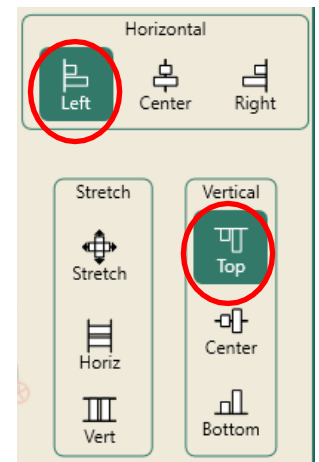 Horizontal
Left Center Right
Stretch Vertical
Stretch Top
Horiz Center
Vert Bottom